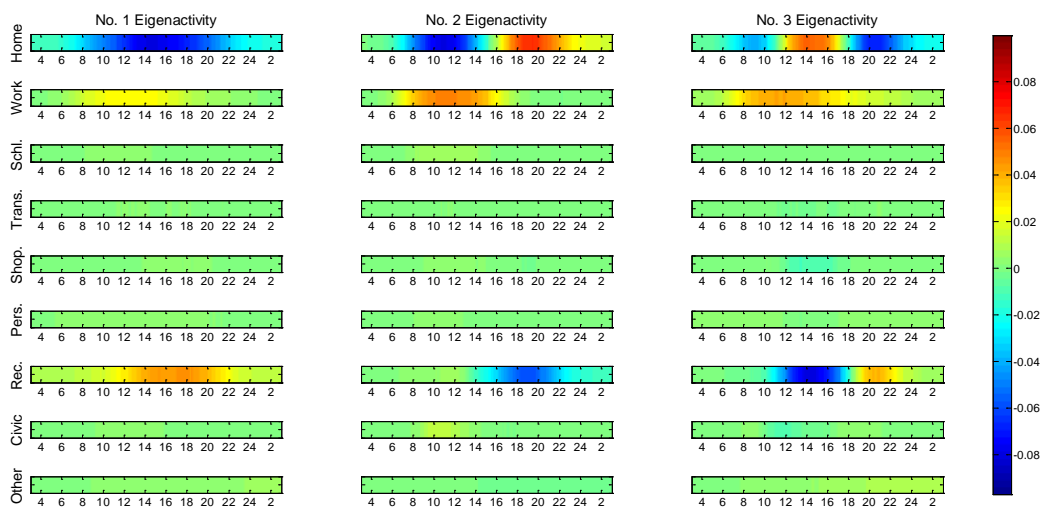 No. 1 Eigenactivity No. 2 Eigenactivity No. 3 Eigenactivity
Home
4 6 8 10 12 14 16 18 20 22 24 2 4 6 8 10 12 14 16 18 20 22 24 2 4 6 8 10 12 14 16 18 20 22 24 2
Work
4 6 8 10 12 14 16 18 20 22 24 2 4 6 8 10 12 14 16 18 20 22 24 2 4 6 8 10 12 14 16 18 20 22 24 2
Schl.
4 6 8 10 12 14 16 18 20 22 24 2 4 6 8 10 12 14 16 18 20 22 24 2 4 6 8 10 12 14 16 18 20 22 24 2
Trans.
4 6 8 10 12 14 16 18 20 22 24 2 4 6 8 10 12 14 16 18 20 22 24 2 4 6 8 10 12 14 16 18 20 22 24 2
Shop.
4 6 8 10 12 14 16 18 20 22 24 2 4 6 8 10 12 14 16 18 20 22 24 2 4 6 8 10 12 14 16 18 20 22 24 2
Pers.
4 6 8 10 12 14 16 18 20 22 24 2 4 6 8 10 12 14 16 18 20 22 24 2 4 6 8 10 12 14 16 18 20 22 24 2
Rec.
4 6 8 10 12 14 16 18 20 22 24 2 4 6 8 10 12 14 16 18 20 22 24 2 4 6 8 10 12 14 16 18 20 22 24 2
Civic
4 6 8 10 12 14 16 18 20 22 24 2 4 6 8 10 12 14 16 18 20 22 24 2 4 6 8 10 12 14 16 18 20 22 24 2
Other
4 6 8 10 12 14 16 18 20 22 24 2 4 6 8 10 12 14 16 18 20 22 24 2 4 6 8 10 12 14 16 18 20 22 24 2
0.08
0.06
0.04
0.02
0
-0.02
-0.04
-0.06
-0.08